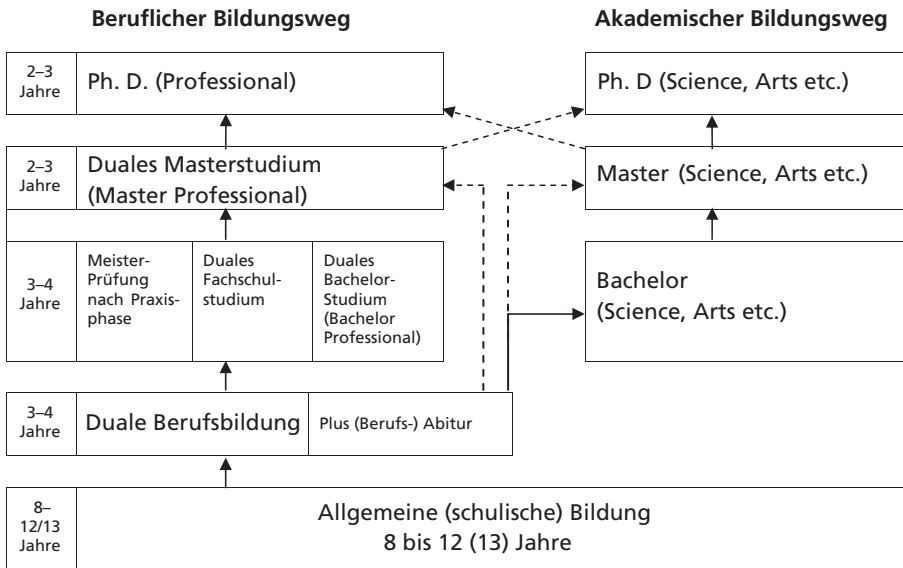 Beruflicher Bildungsweg
Akademischer Bildungsweg
2–3
Jahre
Ph. D. (Professional)
Ph. D (Science, Arts etc.)
2–3
Jahre
Duales Masterstudium
(Master Professional)
Master (Science, Arts etc.)
3–4
Jahre
Meister-
Prüfung
nach Praxis-
phase
Duales
Fachschul-
studium
Duales
Bachelor-
Studium
(Bachelor
Professional)
Bachelor
(Science, Arts etc.)
3–4
Jahre
Duale Berufsbildung
Plus (Berufs-) Abitur
8–
12/13
Jahre
Allgemeine (schulische) Bildung
8 bis 12 (13) Jahre